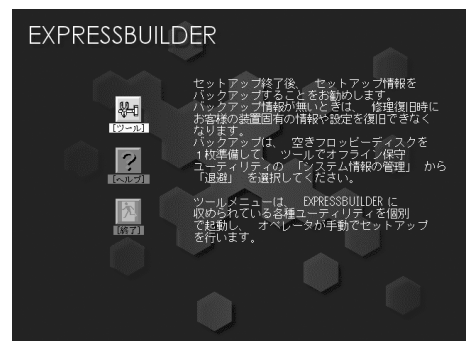 EXPRESSBUILDER
セットアップ終了後、 セットアップ情報を
バックアップすることをお勧めします。
バックアップ情報が無いときは、 修理復旧時に
お客様の装置固有の情報や設定を復旧できなく
なります。
バックアップは、 空きフロッピーディスクを
1枚準備して、 ツールでオフライン保守
ユーティリティの 「システム情報の管理」 から
「退避」 を選択してください。
ツールメニューは、 EXPRESSBUILDER に
収められている各種ユーティリティを個別
で起動し、 オペレータが手動でセットアップ
を行います。
[ツール]
?
[ヘルプ]
[終了]